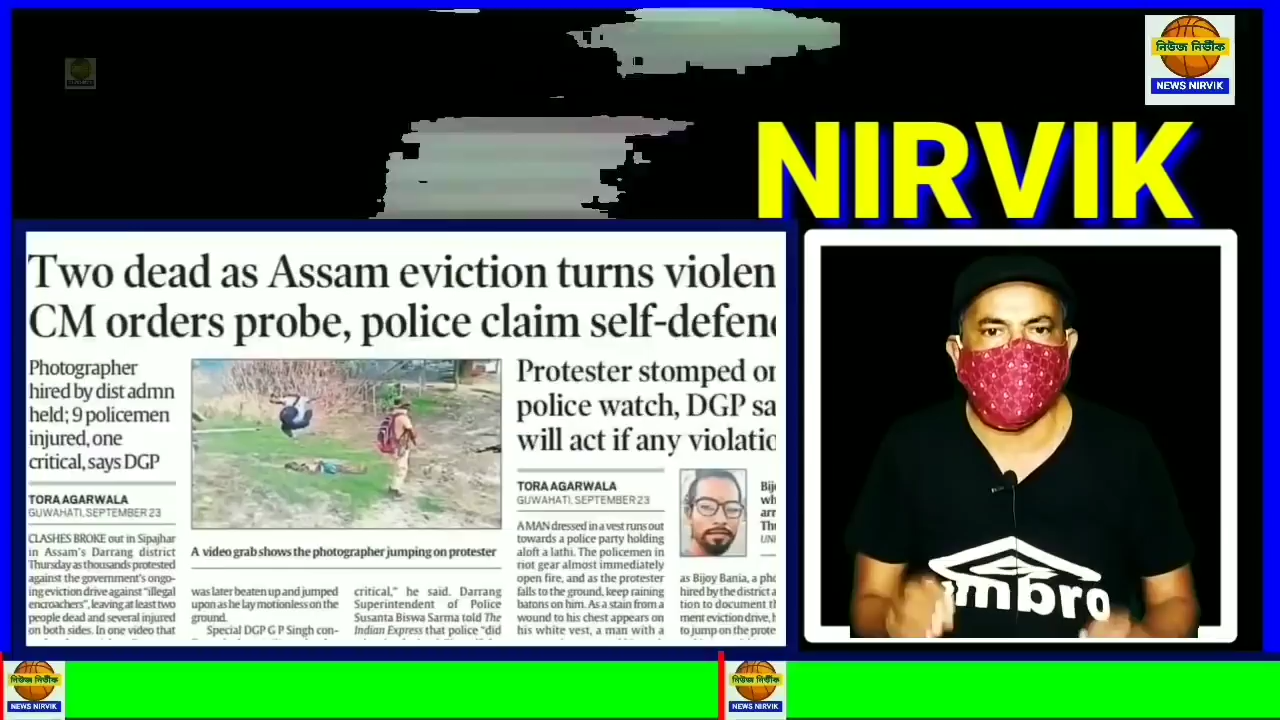 নিউজ নির্ভীক
NEWS NIRVIK
NIRVIK
Two dead as Assam eviction turns violen
CM orders probe, police claim self-defenc
Photographer
hired by dist admn
held; 9 policemen
injured, one
critical, says DGP
TORA AGARWALA
GUWAHATI, SEPTEMBER 23
CLASHES BROKE out in Sipajhar
in Assam's Darrang district
Thursday as thousands protested
against the government's ongo-
ing eviction drive against "illegal
encroachers", leaving at least two
people dead and several injured
on both sides. In one video that
A video grab shows the photographer jumping on protester
was later beaten up and jumped
upon as he lay motionless on the
ground.
Special DGP G P Singh con-
critical," he said. Darrang
Superintendent of Police
Susanta Biswa Sarma told The
Indian Express that police "did
Protester stomped on
police watch, DGP sa
will act if any violatio
TORA AGARWALA
GUWAHATI, SEPTEMBER 23
A MAN dressed in a vest runs out
towards a police party holding
aloft a lathi. The policemen in
riot gear almost immediately
open fire, and as the protester
falls to the ground, keep raining
batons on him. As a stain from a
wound to his chest appears on
his white vest, a man with a
Bij
wh
arr
Thu
as Bijoy Bania, a pho
hired by the district a
tion to document th
ment eviction drive, h
to jump on the prote
umbro
নিউজ নির্ভীক
NEWS NIRVIK
নিউজ নির্ভীক
NEWS NIRVIK